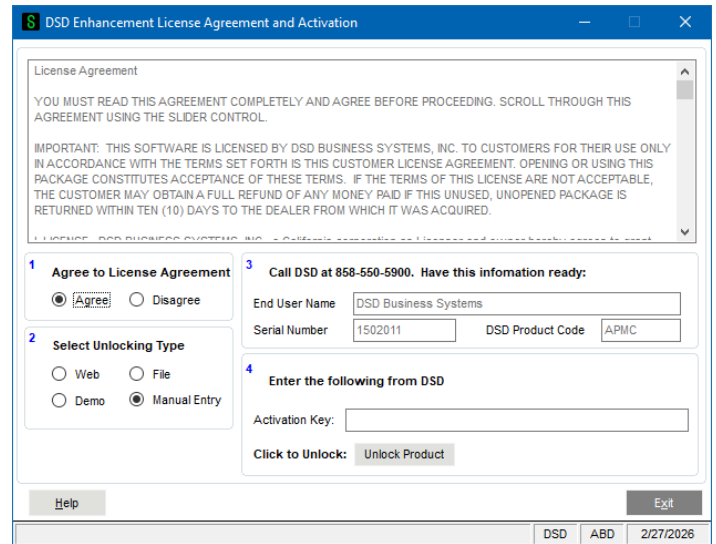 S DSD Enhancement License Agreement and Activation
License Agreement
YOU MUST READ THIS AGREEMENT COMPLETELY AND AGREE BEFORE PROCEEDING. SCROLL THROUGH THIS
AGREEMENT USING THE SLIDER CONTROL.
IMPORTANT: THIS SOFTWARE IS LICENSED BY DSD BUSINESS SYSTEMS, INC. TO CUSTOMERS FOR THEIR USE ONLY
IN ACCORDANCE WITH THE TERMS SET FORTH IS THIS CUSTOMER LICENSE AGREEMENT. OPENING OR USING THIS
PACKAGE CONSTITUTES ACCEPTANCE OF THESE TERMS. IF THE TERMS OF THIS LICENSE ARE NOT ACCEPTABLE,
THE CUSTOMER MAY OBTAIN A FULL REFUND OF ANY MONEY PAID IF THIS UNUSED, UNOPENED PACKAGE IS
RETURNED WITHIN TEN (10) DAYS TO THE DEALER FROM WHICH IT WAS ACQUIRED.
1 Agree to License Agreement
Agree Disagree
2 Select Unlocking Type
Web File
Demo Manual Entry
3 Call DSD at 858-550-5900. Have this infomation ready:
End User Name DSD Business Systems
Serial Number 1502011 DSD Product Code APMC
4 Enter the following from DSD
Activation Key:
Click to Unlock: Unlock Product
Help Exit
DSD ABD 2/27/2026